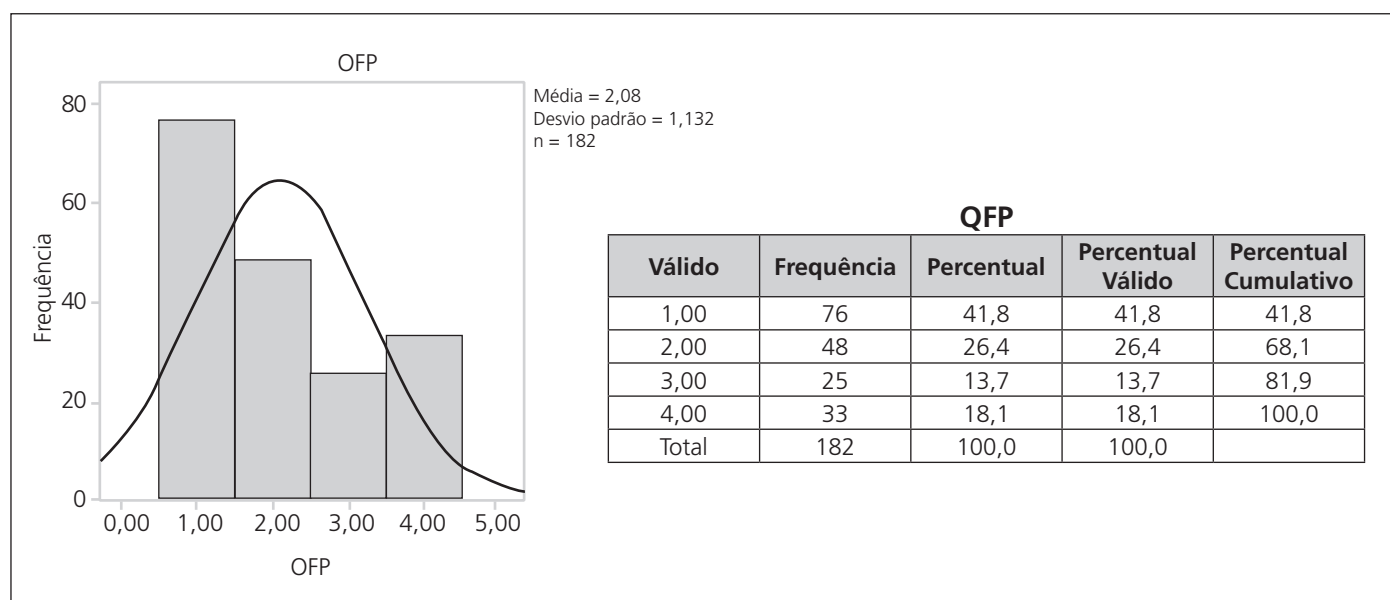 OFP
Média = 2,08
Desvio padrão = 1,132
n = 182
Frequência
80
60
40
20
0
0,00 1,00 2,00 3,00 4,00 5,00
OFP
QFP
Válido Frequência Percentual Percentual Válido Percentual Cumulativo
1,00 76 41,8 41,8 41,8
2,00 48 26,4 26,4 68,1
3,00 25 13,7 13,7 81,9
4,00 33 18,1 18,1 100,0
Total 182 100,0 100,0